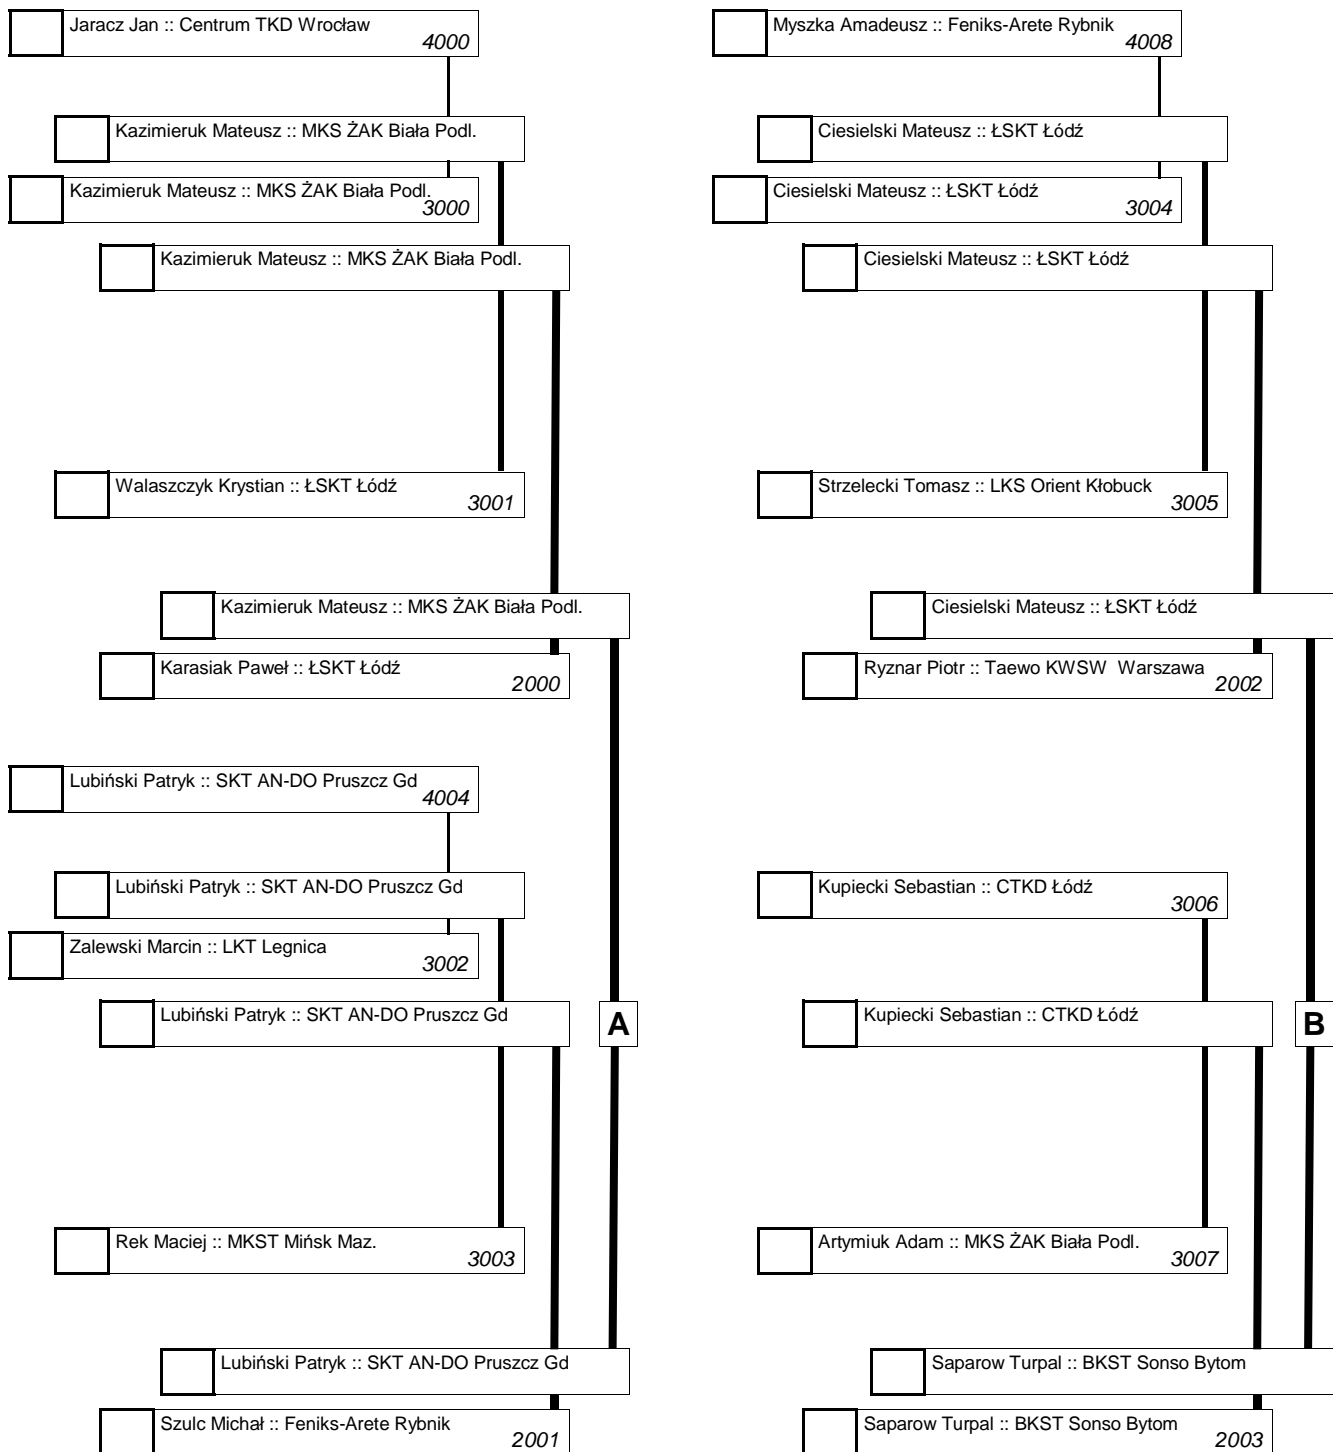 Jaracz Jan :: Centrum TKD Wrocław
4000
Kazimieruk Mateusz :: MKS ŻAK Biała Podl.
Kazimieruk Mateusz :: MKS ŻAK Biała Podl.
3000
Kazimieruk Mateusz :: MKS ŻAK Biała Podl.
Walaszczyk Krystian :: ŁSKT Łódź
3001
Kazimieruk Mateusz :: MKS ŻAK Biała Podl.
Karasiak Paweł :: ŁSKT Łódź
2000
Lubiński Patryk :: SKT AN-DO Pruszcz Gd
4004
Lubiński Patryk :: SKT AN-DO Pruszcz Gd
Zalewski Marcin :: LKT Legnica
3002
Lubiński Patryk :: SKT AN-DO Pruszcz Gd
A
Rek Maciej :: MKST Mińsk Maz.
3003
Lubiński Patryk :: SKT AN-DO Pruszcz Gd
Szulc Michał :: Feniks-Arete Rybnik
2001
Myszka Amadeusz :: Feniks-Arete Rybnik
4008
Ciesielski Mateusz :: ŁSKT Łódź
Ciesielski Mateusz :: ŁSKT Łódź
3004
Ciesielski Mateusz :: ŁSKT Łódź
Strzelecki Tomasz :: LKS Orient Kłobuck
3005
Ciesielski Mateusz :: ŁSKT Łódź
Ryznar Piotr :: Taewo KWSW  Warszawa
2002
Kupiecki Sebastian :: CTKD Łódź
3006
Kupiecki Sebastian :: CTKD Łódź
B
Artymiuk Adam :: MKS ŻAK Biała Podl.
3007
Saparow Turpal :: BKST Sonso Bytom
Saparow Turpal :: BKST Sonso Bytom
2003